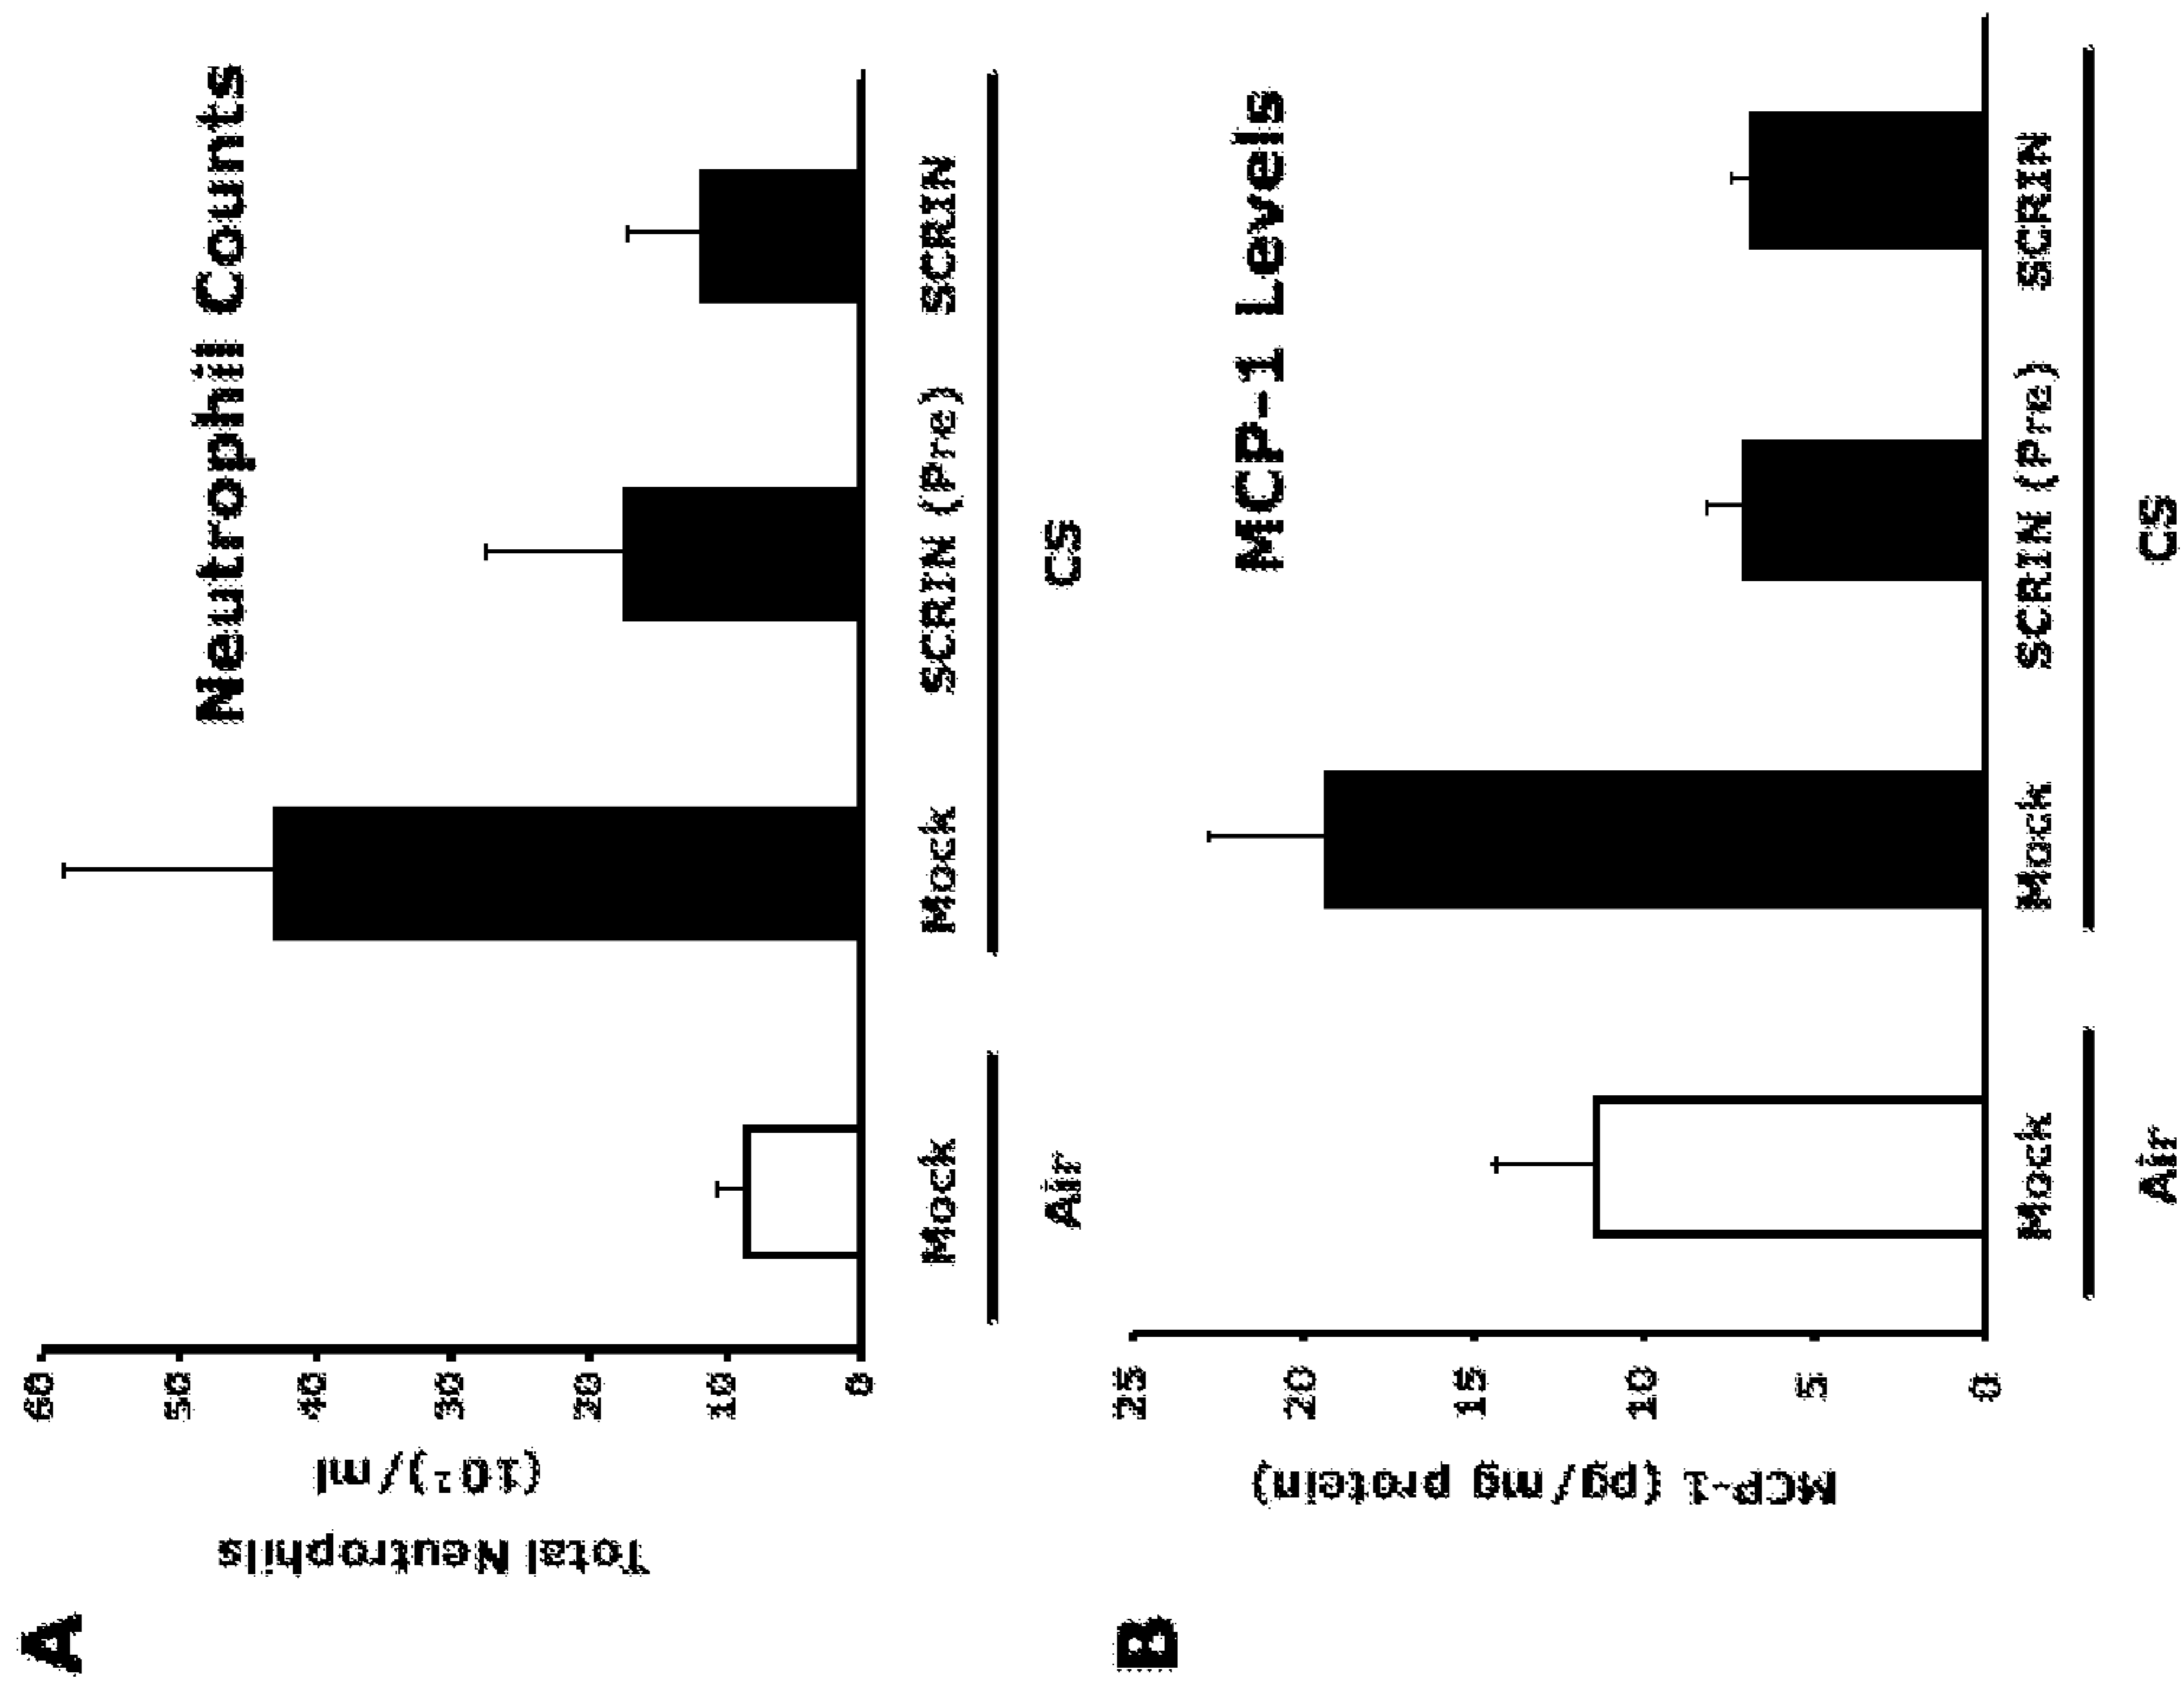 A
Neutrophil Counts
Total Neutrophils
/ml
60
50
40
30
20
10
0
Mock
Mock
sCRIN (Pre)
sCRIN
Air
CS
B
MCP-1 Levels
MCP-1 (pg/mg protein)
25
20
15
10
5
0
Mock
Mock
sCRIN (Pre)
sCRIN
Air
CS